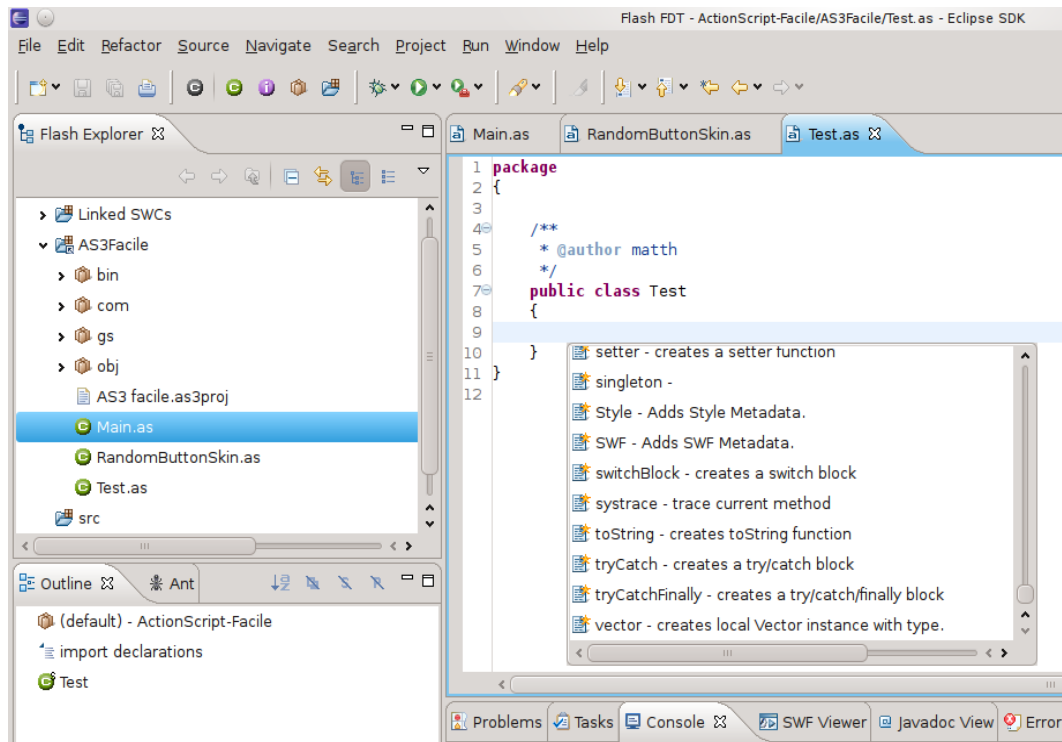 Flash FDT - ActionScript-Facile/AS3Facile/Test.as - Eclipse SDK
File Edit Refactor Source Navigate Search Project Run Window Help
Flash Explorer
Linked SWCs
AS3Facile
bin
com
gs
obj
AS3 facile.as3proj
Main.as
RandomButtonSkin.as
Test.as
src
Outline Ant
(default) - ActionScript-Facile
import declarations
Test
Main.as RandomButtonSkin.as Test.as
1 package
2 {
3
4 /**
5 * @author matth
6 */
7 public class Test
8 {
9
10 }
11 }
12
setter - creates a setter function
singleton -
Style - Adds Style Metadata.
SWF - Adds SWF Metadata.
switchBlock - creates a switch block
systrace - trace current method
toString - creates toString function
tryCatch - creates a try/catch block
tryCatchFinally - creates a try/catch/finally block
vector - creates local Vector instance with type.
Problems Tasks Console SWF Viewer Javadoc View Error